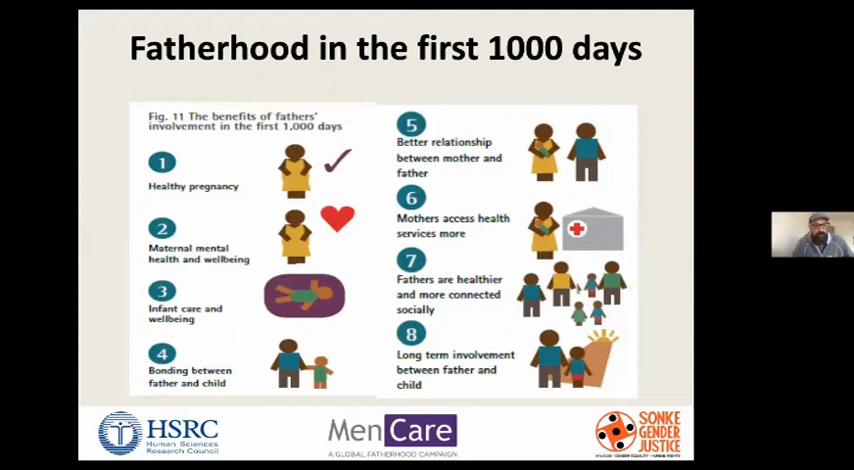 Fatherhood in the first 1000 days
Fig. 11 The benefits of fathers'
involvement in the first 1,000 days
1
Healthy pregnancy
2
Maternal mental
health and wellbeing
3
Infant care and
wellbeing
4
Bonding between
father and child
5
Better relationship
between mother and
father
6
Mothers access health
services more
7
Fathers are healthier
and more connected
socially
8
Long term involvement
between father and
child
HSRC
Human Sciences
Research Council
MenCare
A GLOBAL FATHERHOOD CAMPAIGN
SONKE
GENDER
JUSTICE